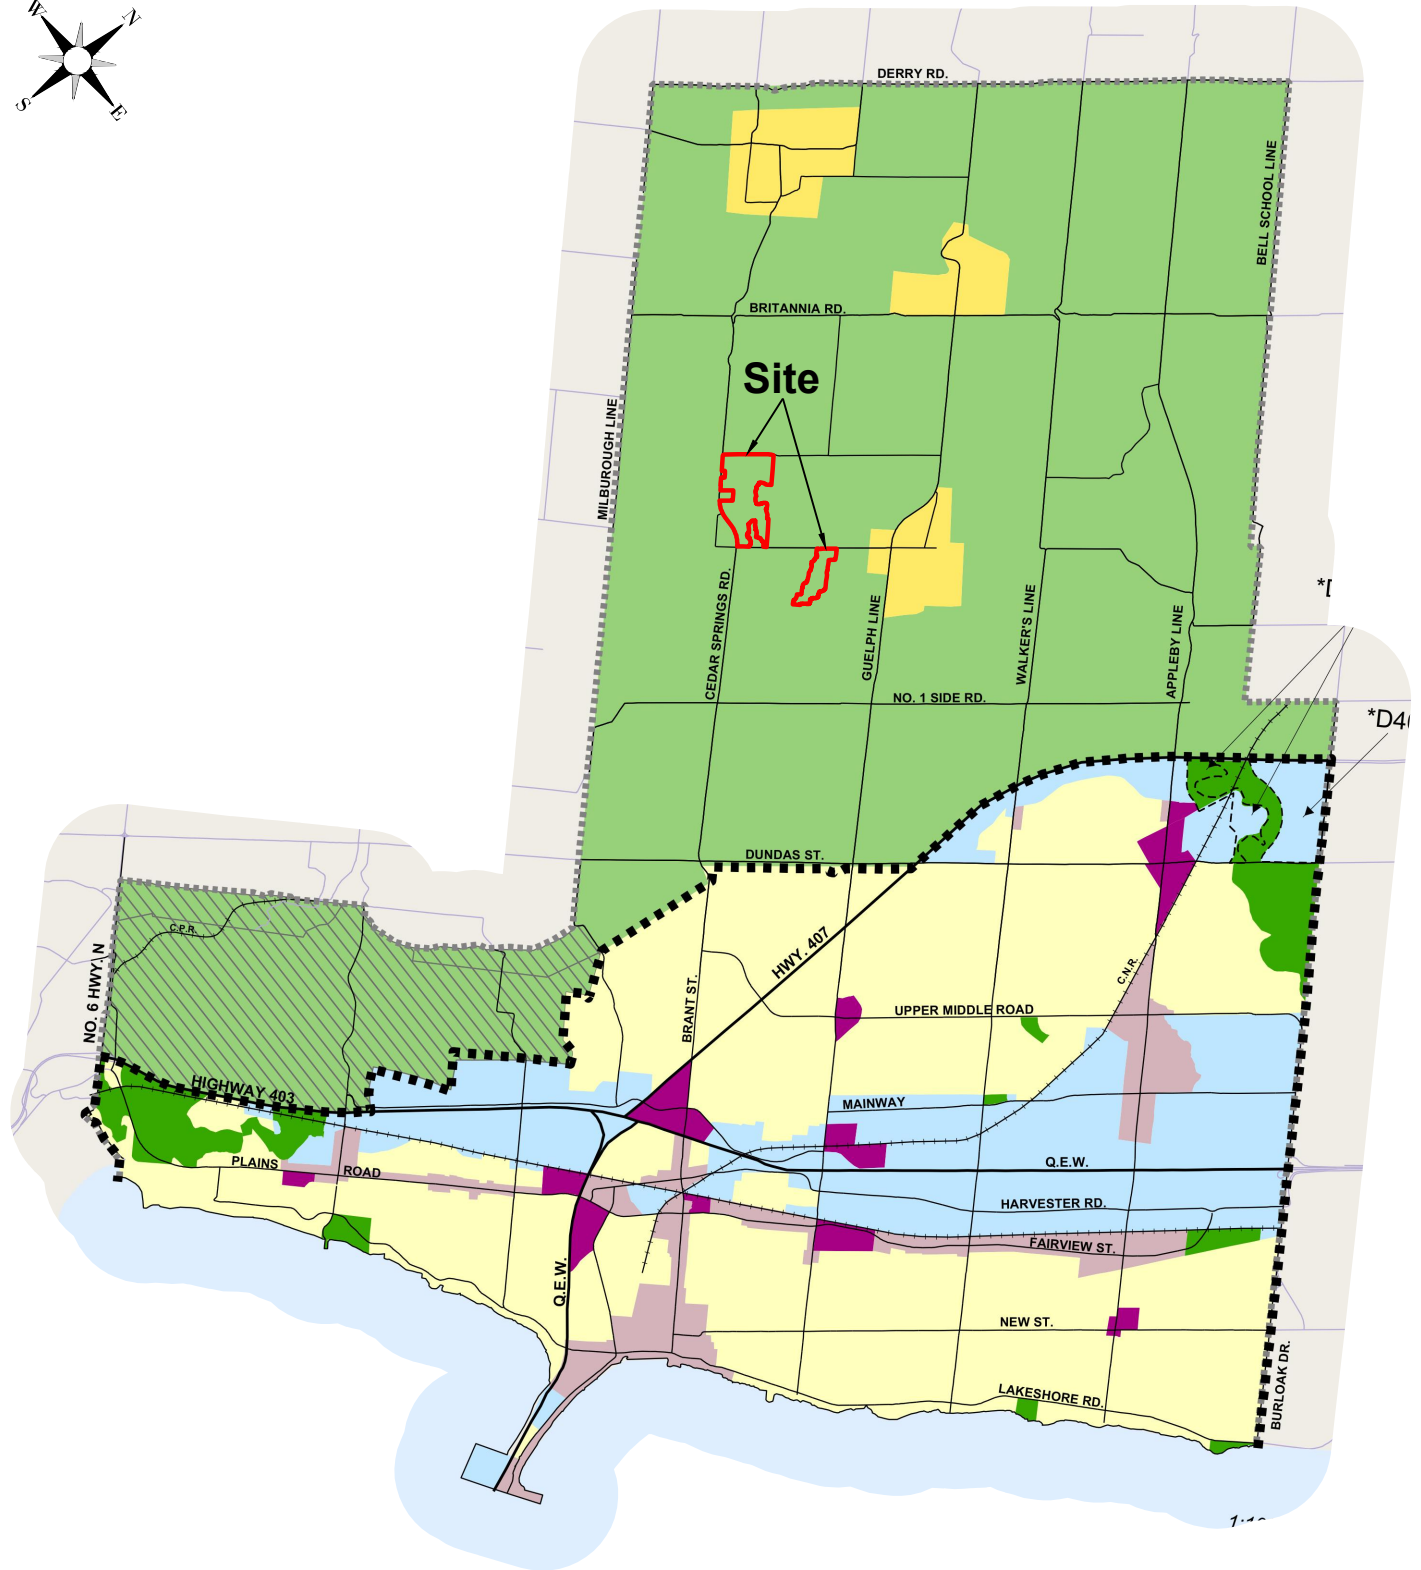 W
N
S
E
DERRY RD.
BELL SCHOOL LINE
BRITANNIA RD.
Site
MILBUROUGH LINE
CEDAR SPRINGS RD.
GUELPH LINE
WALKER'S LINE
APPLEBY LINE
NO. 1 SIDE RD.
DUNDAS ST.
C.P.R.
NO. 6 HWY. N
HWY. 407
C.N.R.
BRANT ST.
UPPER MIDDLE ROAD
HIGHWAY 403
MAINWAY
PLAINS
ROAD
Q.E.W.
HARVESTER RD.
FAIRVIEW ST.
Q.E.W.
NEW ST.
LAKESHORE RD.
BURLOAK DR.